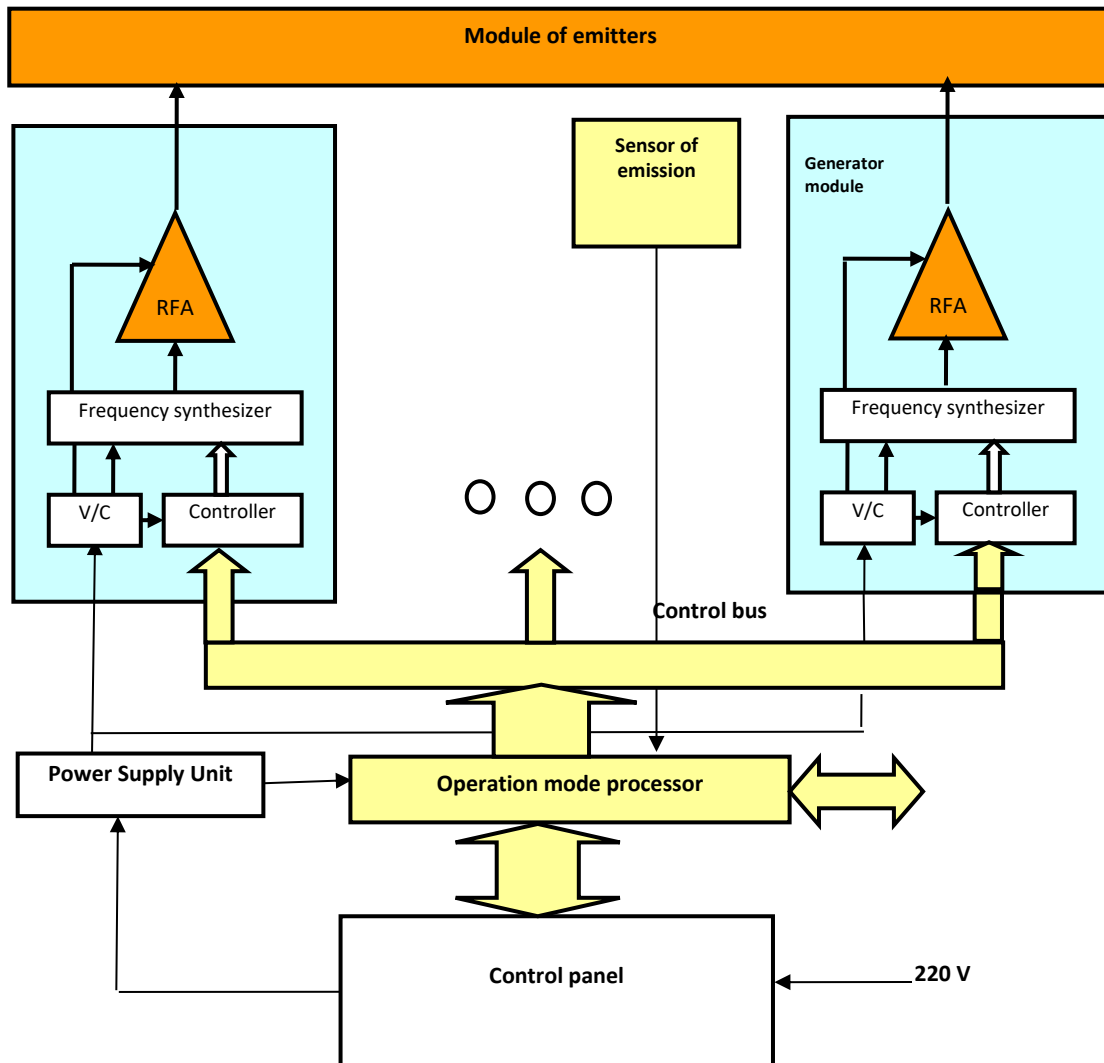 Module of emitters
Sensor of
emission
Generator
module
RFA
RFA
Frequency synthesizer
Frequency synthesizer
V/C
Controller
V/C
Controller
Control bus
Power Supply Unit
Operation mode processor
Control panel
220 V